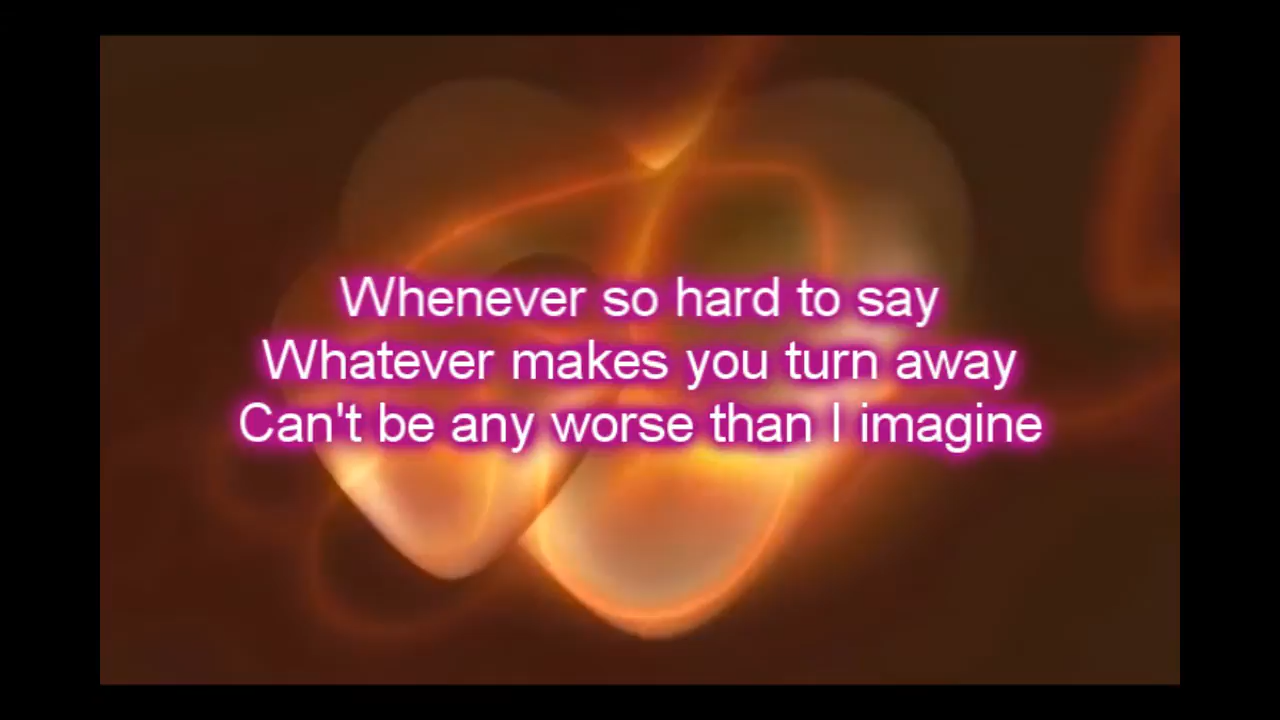 Whenever so hard to say
Whatever makes you turn away
Can't be any worse than I imagine